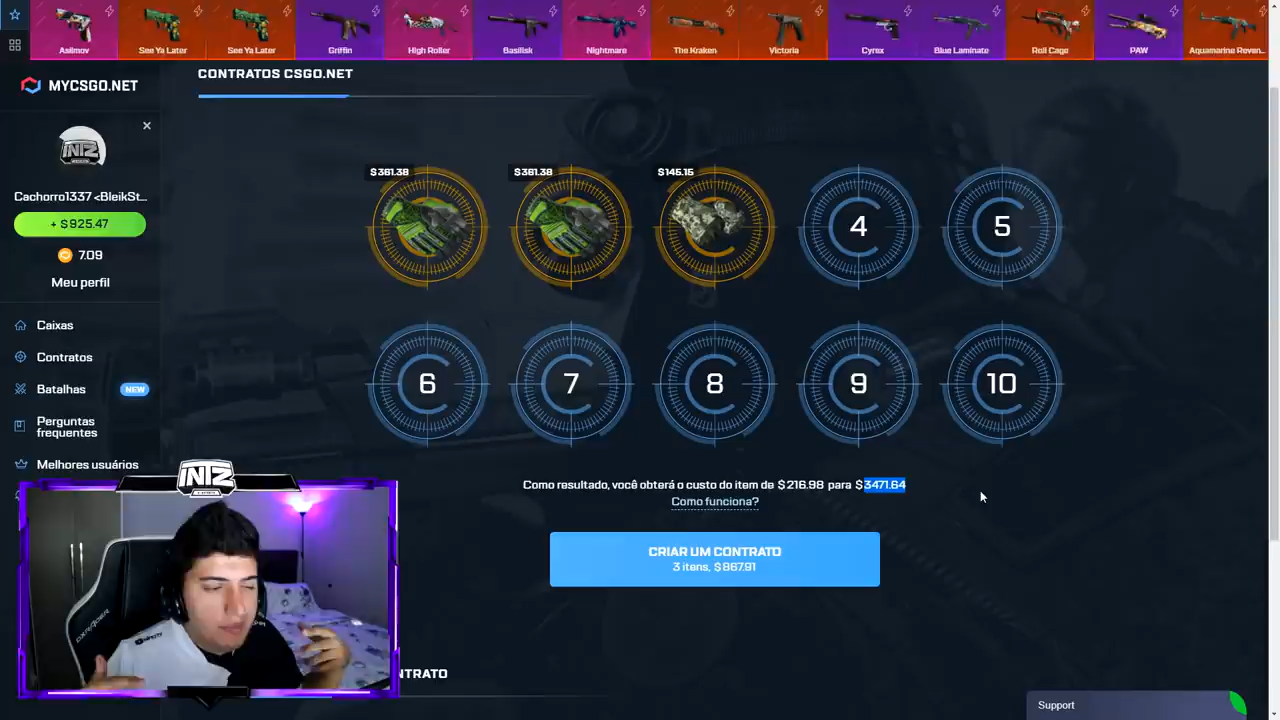 Asiimov
See Ya Later
See Ya Later
Griffin
High Roller
Basilisk
Nightmare
The Kraken
Victoria
Cyrex
Blue Laminate
Roll Cage
PAW
Aquamarine Reven...
MYCSGO.NET
CONTRATOS CSGO.NET
INTZ
Cachorro1337 <BleikSt...
+ $925.47
7.09
Meu perfil
Caixas
Contratos
Batalhas
NEW
Perguntas
frequentes
Melhores usuários
$361.38
$361.38
$145.15
4
5
6
7
8
9
10
Como resultado, você obterá o custo do item de $216.98 para $3471.64
Como funciona?
CRIAR UM CONTRATO
3 itens, $867.91
INTZ
DXRACER
NTRATO
Support